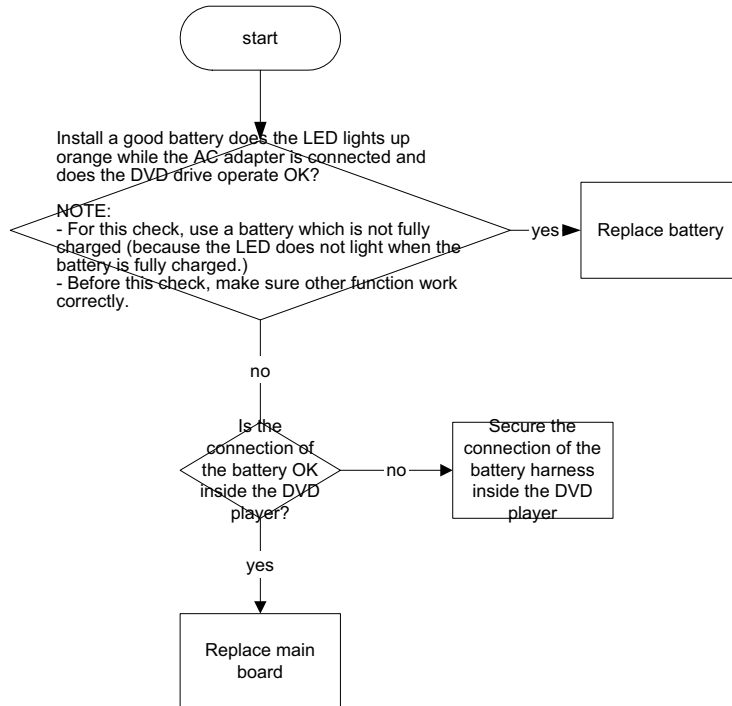 start
Install a good battery does the LED lights up
orange while the AC adapter is connected and
does the DVD drive operate OK?
NOTE:
- For this check, use a battery which is not fully
charged (because the LED does not light when the
battery is fully charged.)
- Before this check, make sure other function work
correctly.
yes
Replace battery
no
Is the
connection of
the battery OK
inside the DVD
player?
no
Secure the
connection of the
battery harness
inside the DVD
player
yes
Replace main
board